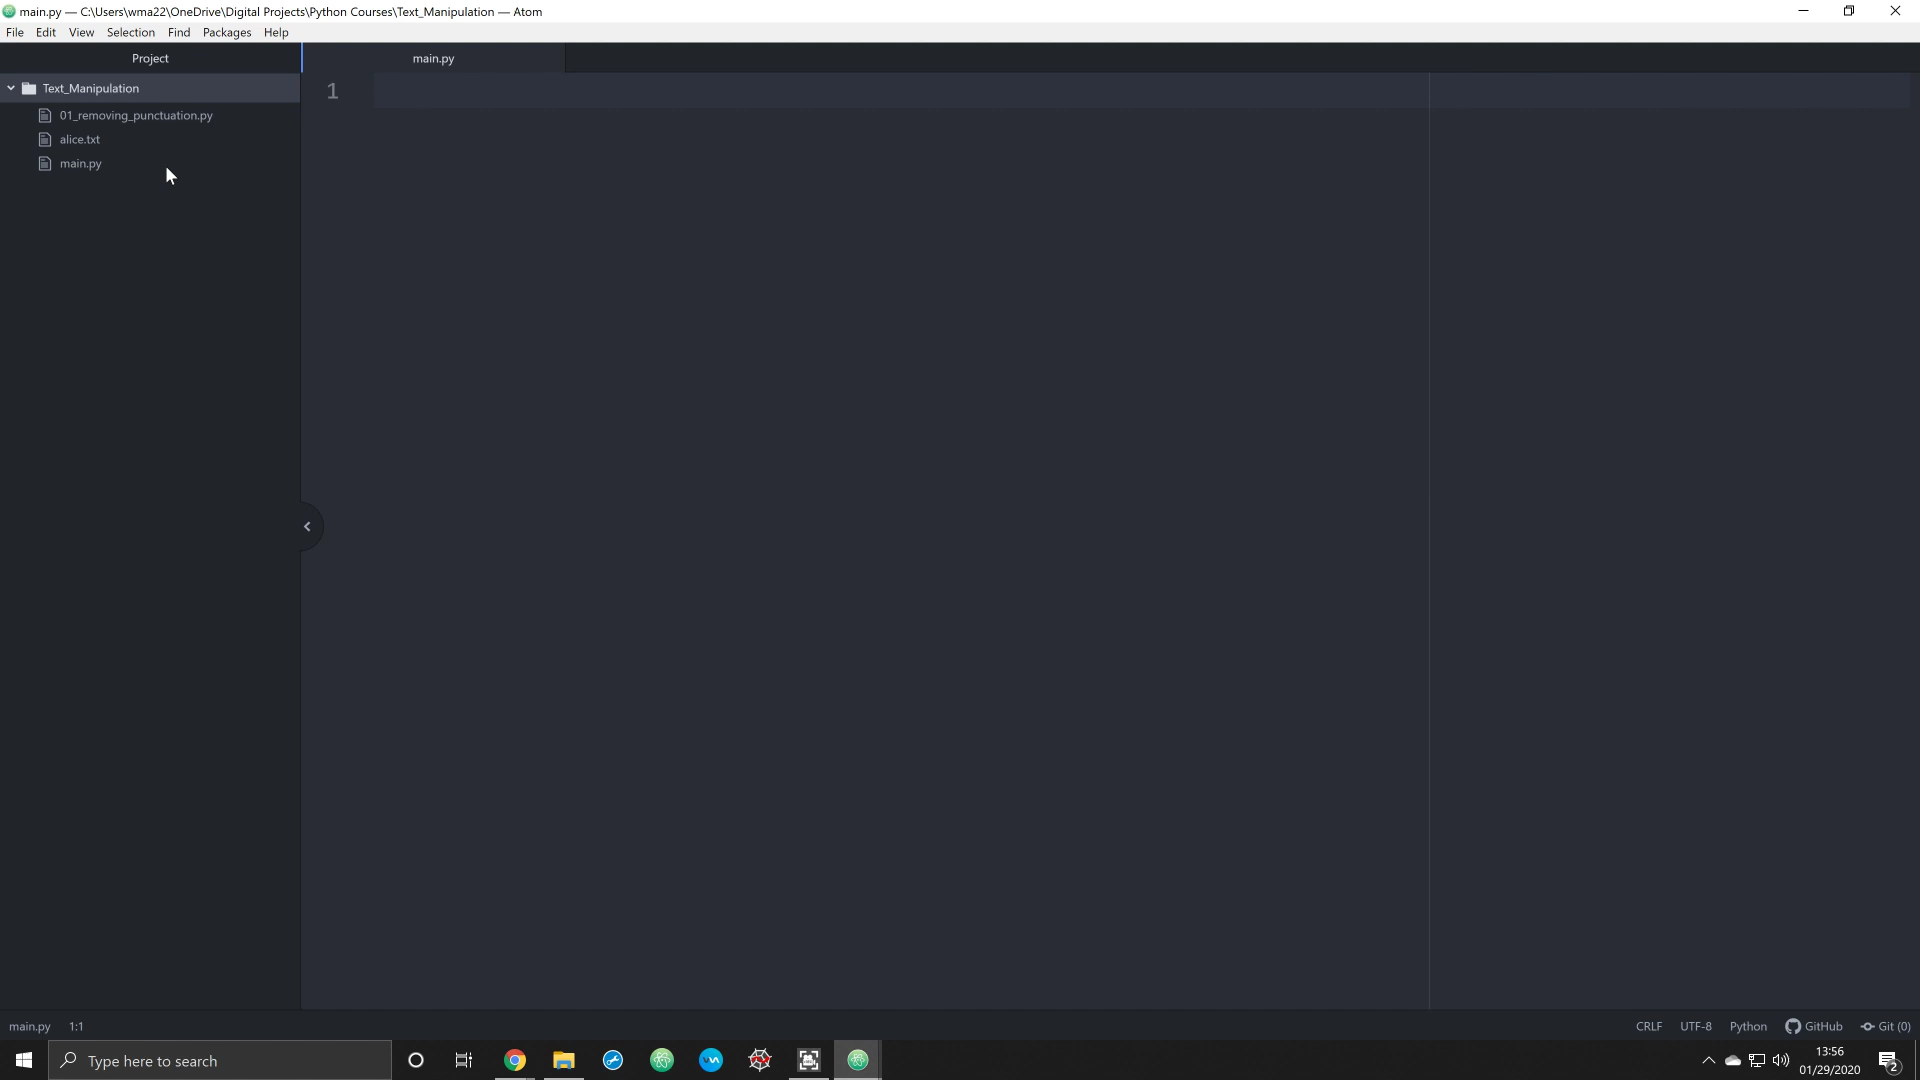 main.py — C:\Users\wma22\OneDrive\Digital Projects\Python Courses\Text_Manipulation — Atom
File Edit View Selection Find Packages Help
Project
main.py
Text_Manipulation
1
01_removing_punctuation.py
alice.txt
main.py
main.py 1:1
CRLF UTF-8 Python GitHub Git (0)
Type here to search
13:56
01/29/2020
2